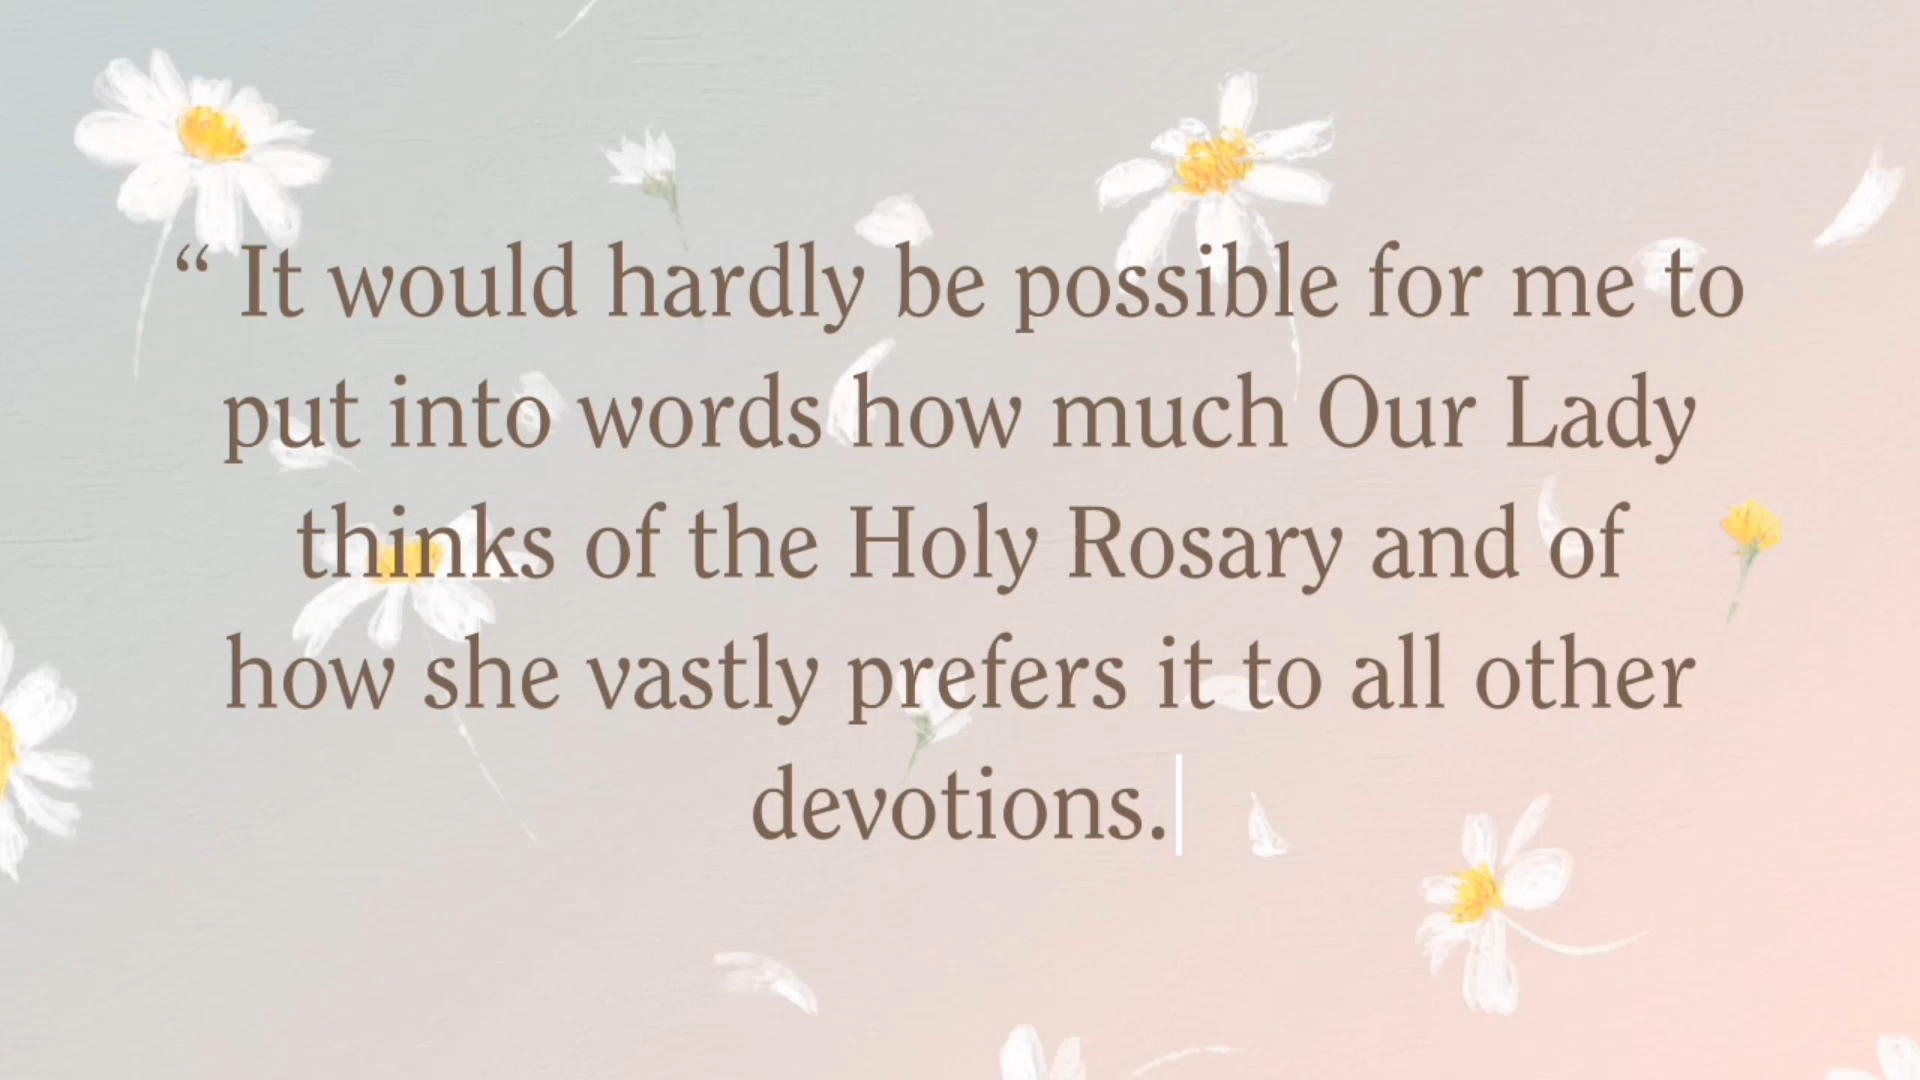 “ It would hardly be possible for me to
put into words how much Our Lady
thinks of the Holy Rosary and of
how she vastly prefers it to all other
devotions.